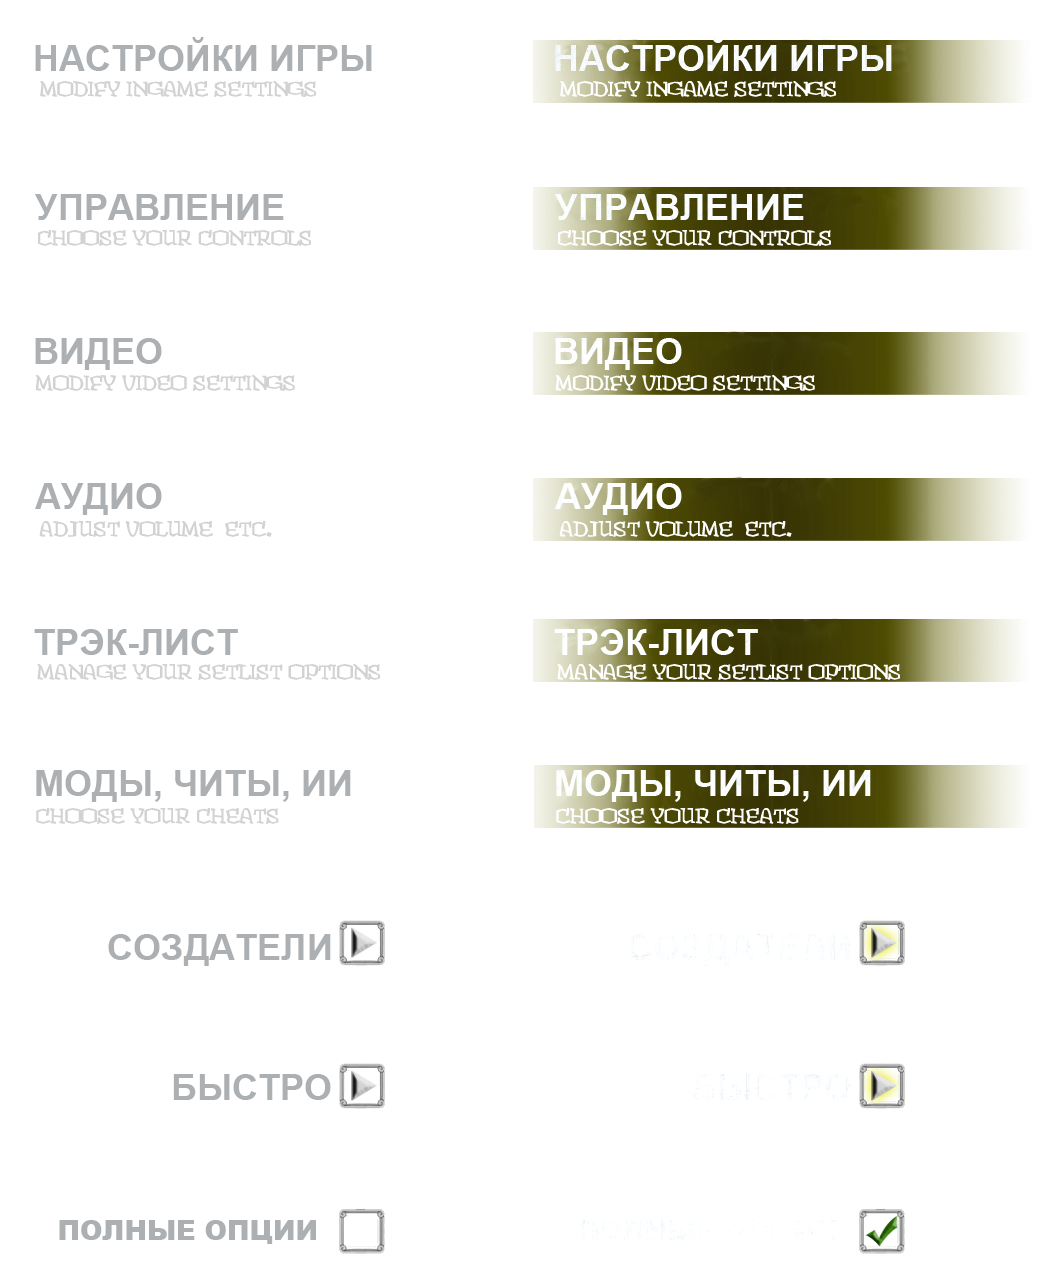 НАСТРОЙКИ ИГРЫ НАСТРОЙКИ ИГРЫ
MODIFY INGAME SETTINGS MODIFY INGAME SETTINGS
УПРАВЛЕНИЕ УПРАВЛЕНИЕ
CHOOSE YOUR CONTROLS CHOOSE YOUR CONTROLS
ВИДЕО ВИДЕО
MODIFY VIDEO SETTINGS MODIFY VIDEO SETTINGS
АУДИО АУДИО
ADJUST VOLUME ETC. ADJUST VOLUME ETC.
ТРЭК-ЛИСТ ТРЭК-ЛИСТ
MANAGE YOUR SETLIST OPTIONS MANAGE YOUR SETLIST OPTIONS
МОДЫ, ЧИТЫ, ИИ МОДЫ, ЧИТЫ, ИИ
CHOOSE YOUR CHEATS CHOOSE YOUR CHEATS
СОЗДАТЕЛИ СОЗДАТЕЛИ
БЫСТРО БЫСТРО
ПОЛНЫЕ ОПЦИИ